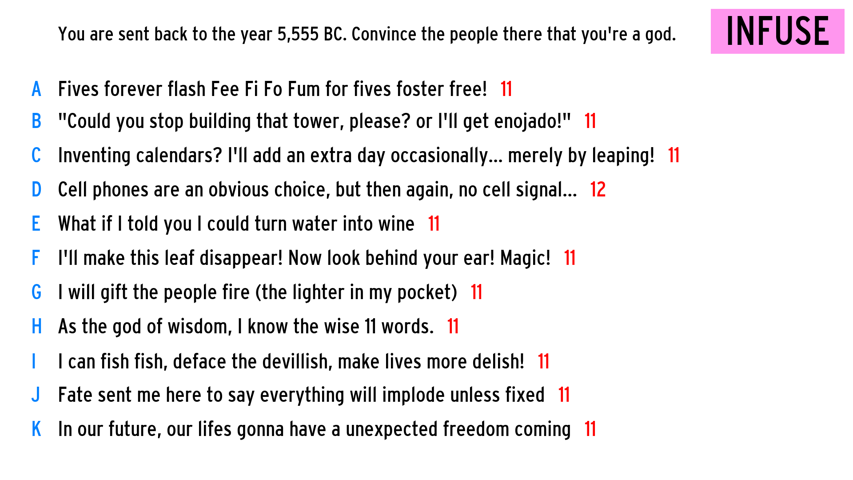 You are sent back to the year 5,555 BC. Convince the people there that you're a god.
INFUSE
A Fives forever flash Fee Fi Fo Fum for fives foster free! 11
B "Could you stop building that tower, please? or I'll get enojado!" 11
C Inventing calendars? I'll add an extra day occasionally... merely by leaping! 11
D Cell phones are an obvious choice, but then again, no cell signal... 12
E What if I told you I could turn water into wine 11
F I'll make this leaf disappear! Now look behind your ear! Magic! 11
G I will gift the people fire (the lighter in my pocket) 11
H As the god of wisdom, I know the wise 11 words. 11
I I can fish fish, deface the devillish, make lives more delish! 11
J Fate sent me here to say everything will implode unless fixed 11
K In our future, our lifes gonna have a unexpected freedom coming 11